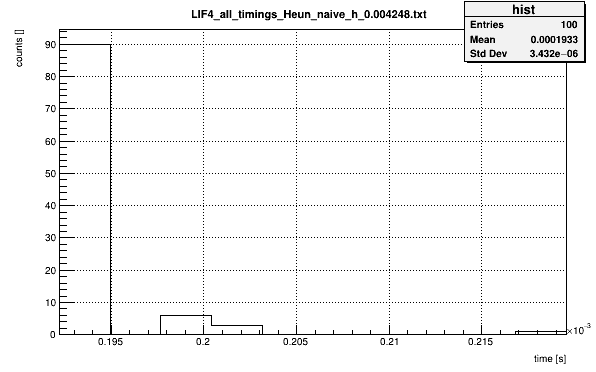 LIF4_all_timings_Heun_naive_h_0.004248.txt
hist
Entries 100
Mean 0.0001933
Std Dev 3.432e−06
counts []
90
80
70
60
50
40
30
20
10
0
0.195 0.2 0.205 0.21 0.215
×10⁻³
time [s]